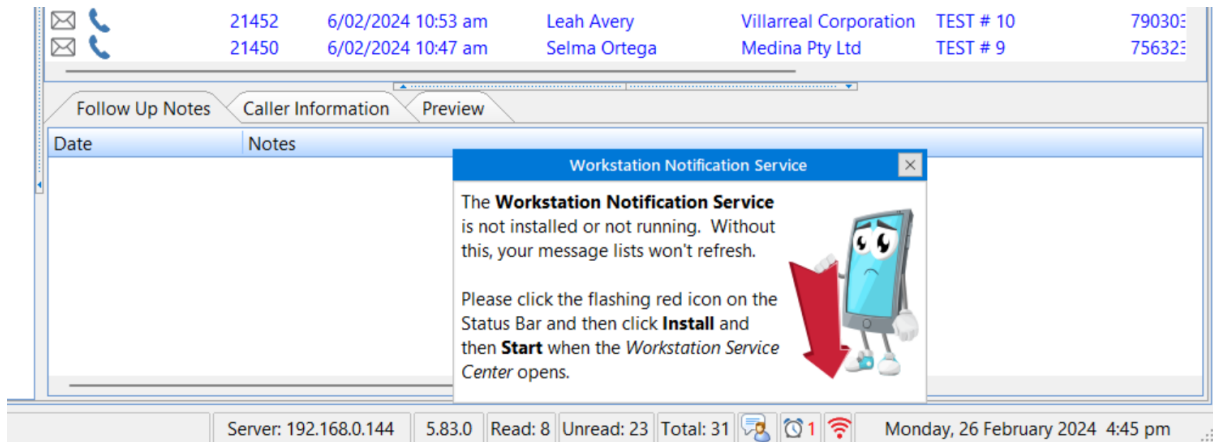 21452 6/02/2024 10:53 am Leah Avery Villarreal Corporation TEST # 10 790303
21450 6/02/2024 10:47 am Selma Ortega Medina Pty Ltd TEST # 9 756323
Follow Up Notes Caller Information Preview
Date Notes
Workstation Notification Service
The Workstation Notification Service
is not installed or not running. Without
this, your message lists won't refresh.
Please click the flashing red icon on the
Status Bar and then click Install and
then Start when the Workstation Service
Center opens.
Server: 192.168.0.144 5.83.0 Read: 8 Unread: 23 Total: 31 1 Monday, 26 February 2024 4:45 pm